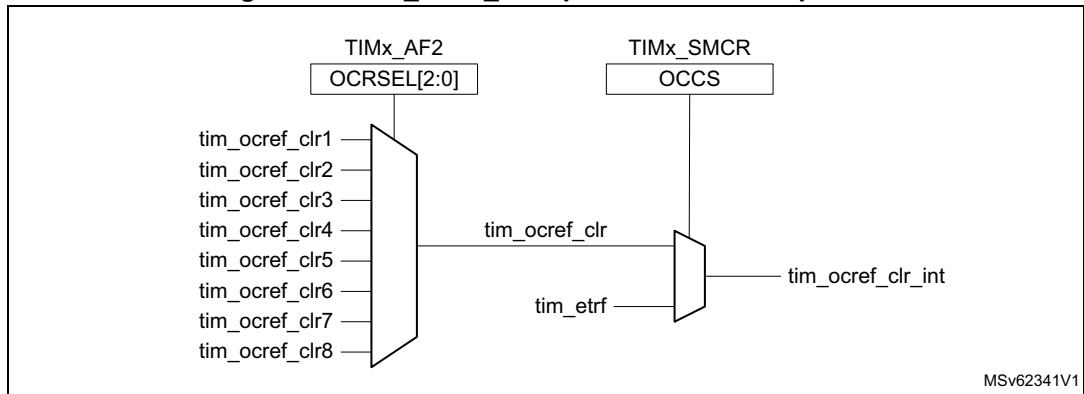 TIMx_AF2
TIMx_SMCR
OCRSEL[2:0]
OCCS
tim_ocref_clr1
tim_ocref_clr2
tim_ocref_clr3
tim_ocref_clr4
tim_ocref_clr
tim_ocref_clr5
tim_ocref_clr_int
tim_ocref_clr6
tim_etrf
tim_ocref_clr7
tim_ocref_clr8
MSv62341V1